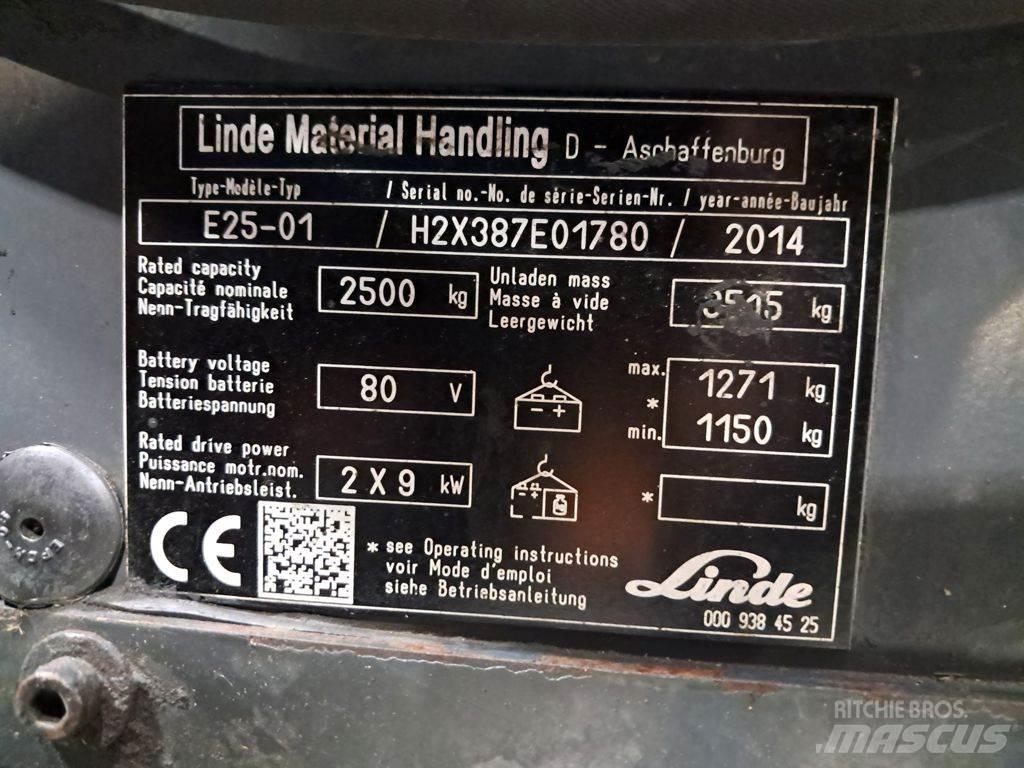 Linde Material Handling D - Aschaffenburg
Type-Modèle-Typ / Serial no.-No. de série-Serien-Nr. / year-année-Baujahr
E25-01 / H2X387E01780 / 2014
Rated capacity
Capacité nominale
Nenn-Tragfähigkeit
2500 kg
Unladen mass
Masse à vide
Leergewicht
kg
Battery voltage
Tension batterie
Batteriespannung
80 V
max. 1271 kg
*
min. 1150 kg
Rated drive power
Puissance motr.nom.
Nenn-Antriebsleist.
2 X 9 kW
- +
- +
* kg
CE
* see Operating instructions
voir Mode d'emploi
siehe Betriebsanleitung
Linde
000 938 45 25
RITCHIE BROS.
MASCUS